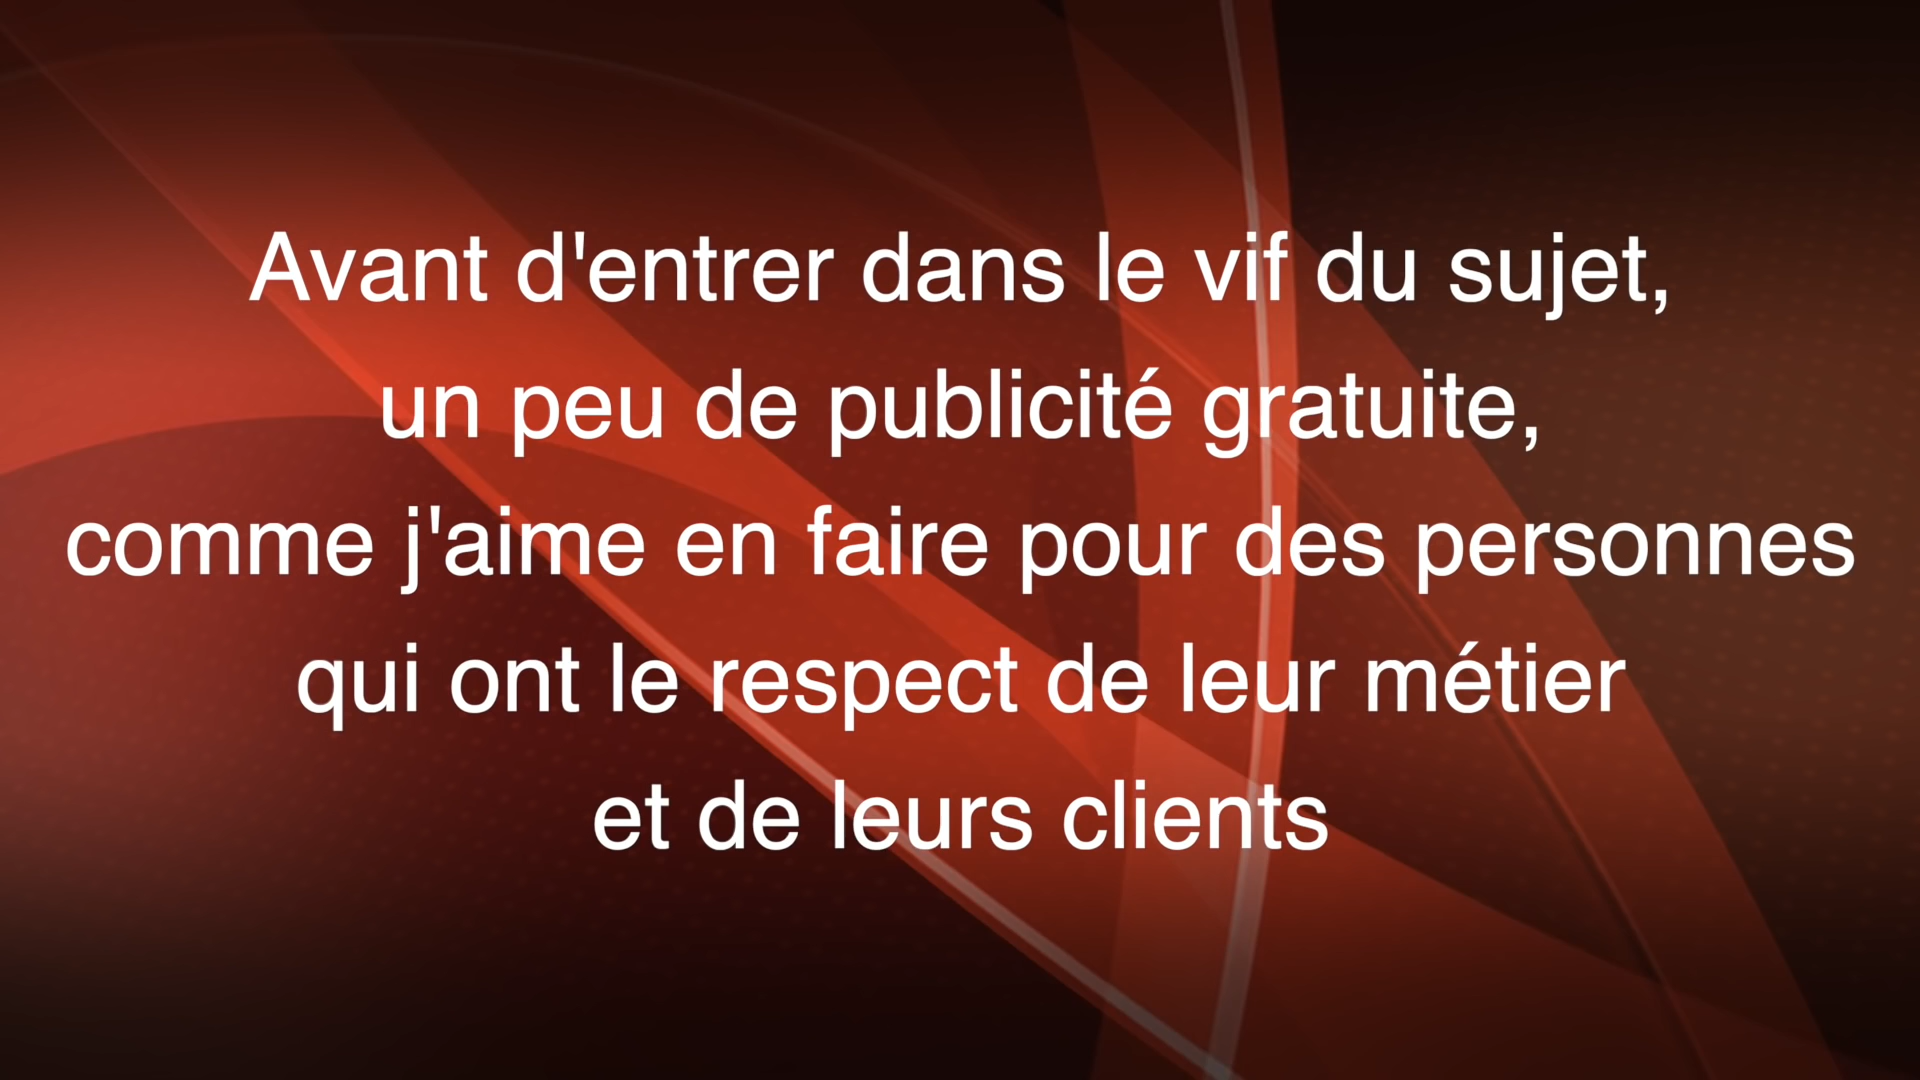 Avant d'entrer dans le vif du sujet,
un peu de publicité gratuite,
comme j'aime en faire pour des personnes
qui ont le respect de leur métier
et de leurs clients